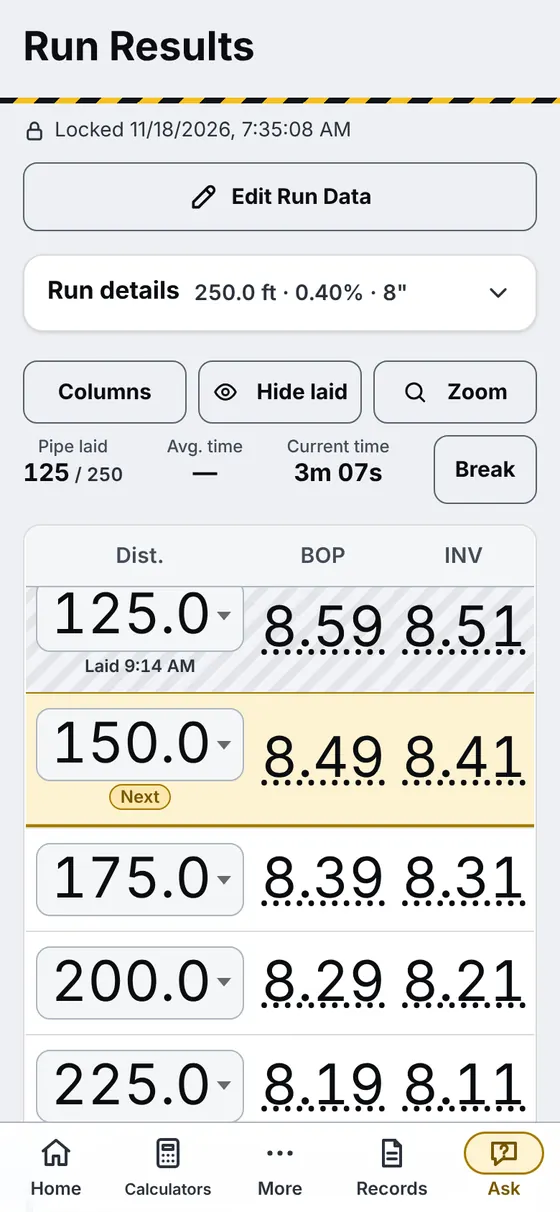 Run Results
Locked 11/18/2026, 7:35:08 AM
Edit Run Data
Run details 250.0 ft · 0.40% · 8"
Columns Hide laid Zoom
Pipe laid Avg. time Current time
125 / 250 — 3m 07s Break
Dist. BOP INV
125.0 8.59 8.51
Laid 9:14 AM
150.0 8.49 8.41
Next
175.0 8.39 8.31
200.0 8.29 8.21
225.0 8.19 8.11
Home Calculators More Records Ask